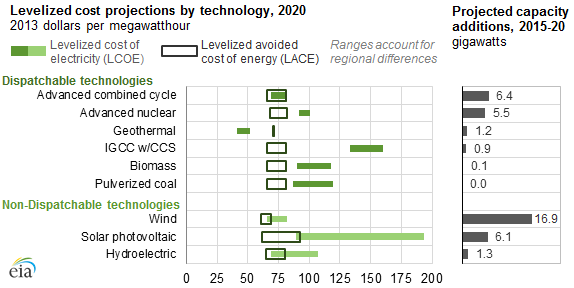 Levelized cost projections by technology, 2020
2013 dollars per megawatthour
Projected capacity
additions, 2015-20
gigawatts
Levelized cost of
electricity (LCOE)
Levelized avoided
cost of energy (LACE)
Ranges account for
regional differences
Dispatchable technologies
Advanced combined cycle 6.4
Advanced nuclear 5.5
Geothermal 1.2
IGCC w/CCS 0.9
Biomass 0.1
Pulverized coal 0.0
Non-Dispatchable technologies
Wind 16.9
Solar photovoltaic 6.1
Hydroelectric 1.3
0 25 50 75 100 125 150 175 200
eia